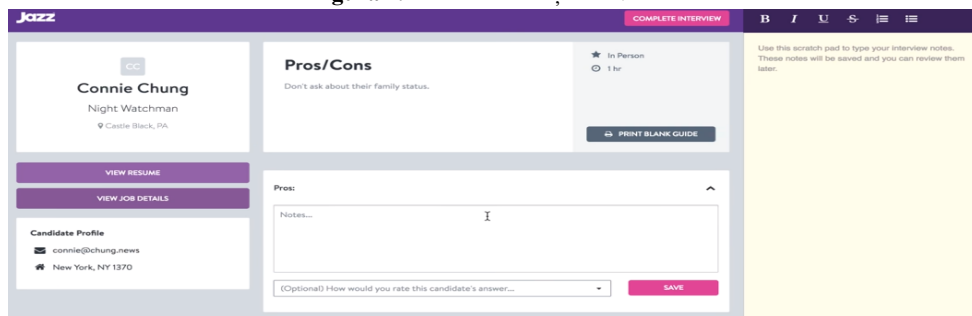 Jazz
COMPLETE INTERVIEW
B I U S
CC
Connie Chung
Night Watchman
Castle Black, PA
VIEW RESUME
VIEW JOB DETAILS
Candidate Profile
connie@chung.news
New York, NY 1370
Pros/Cons
Don't ask about their family status.
In Person
1 hr
PRINT BLANK GUIDE
Pros:
Notes...
(Optional) How would you rate this candidate's answer...
SAVE
Use this scratch pad to type your interview notes.
These notes will be saved and you can review them
later.